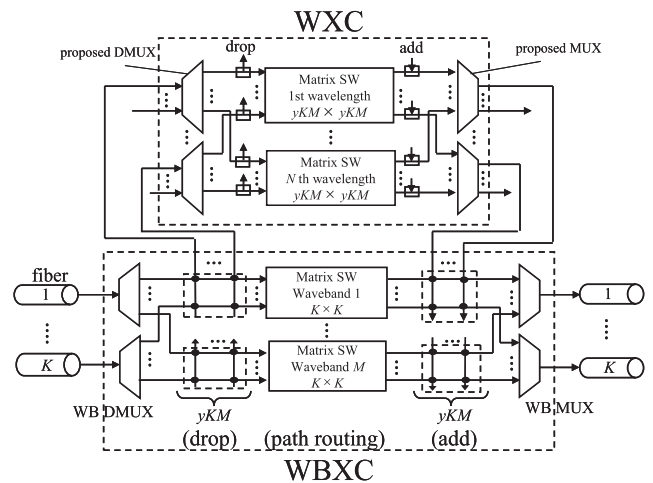 WXC
proposed DMUX
drop
add
proposed MUX
Matrix SW
1st wavelength
yKM × yKM
Matrix SW
N th wavelength
yKM × yKM
fiber
1
K
Matrix SW
Waveband 1
K × K
Matrix SW
Waveband M
K × K
1
K
WB DMUX
yKM
yKM
WB MUX
(drop)
(path routing)
(add)
WBXC